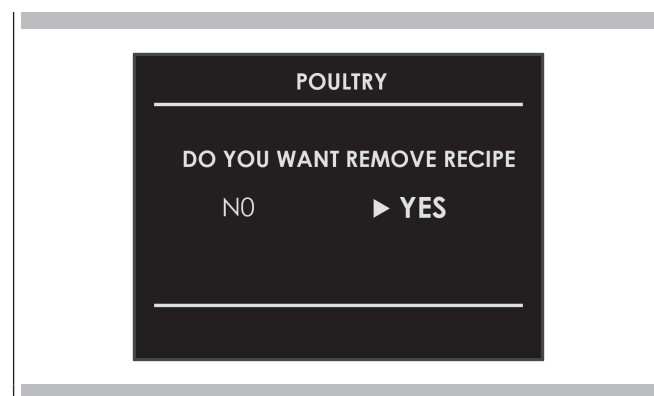 POULTRY
DO YOU WANT REMOVE RECIPE
N0 ▶ YES